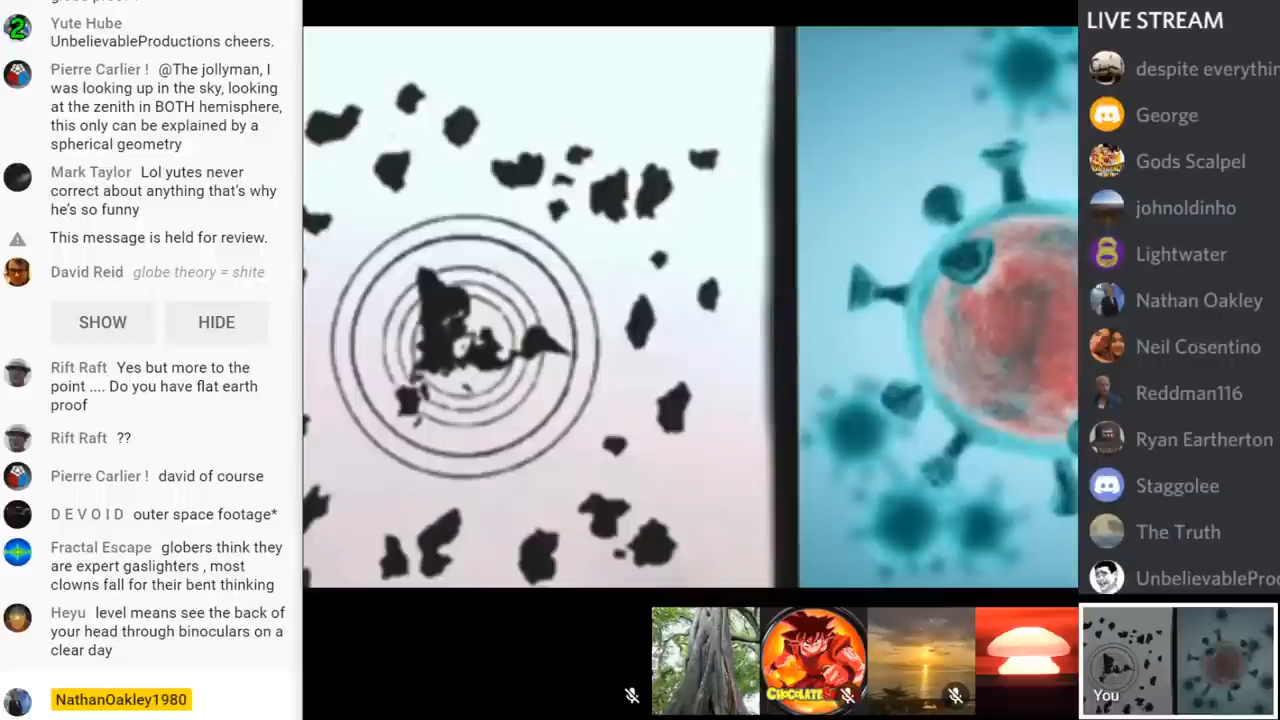 globe proof ?
Yute Hube
UnbelievableProductions cheers.
Pierre Carlier ! @The jollyman, I
was looking up in the sky, looking
at the zenith in BOTH hemisphere,
this only can be explained by a
spherical geometry
Mark Taylor Lol yutes never
correct about anything that's why
he's so funny
This message is held for review.
David Reid globe theory = shite
SHOW HIDE
Rift Raft Yes but more to the
point .... Do you have flat earth
proof
Rift Raft ??
Pierre Carlier ! david of course
D E V O I D outer space footage*
Fractal Escape globers think they
are expert gaslighters , most
clowns fall for their bent thinking
Heyu level means see the back of
your head through binoculars on a
clear day
NathanOakley1980
CHOCOLATE
LIVE STREAM
despite everythin
George
Gods Scalpel
johnoldinho
Lightwater
Nathan Oakley
Neil Cosentino
Reddman116
Ryan Eartherton
Staggolee
The Truth
UnbelievablePro
You